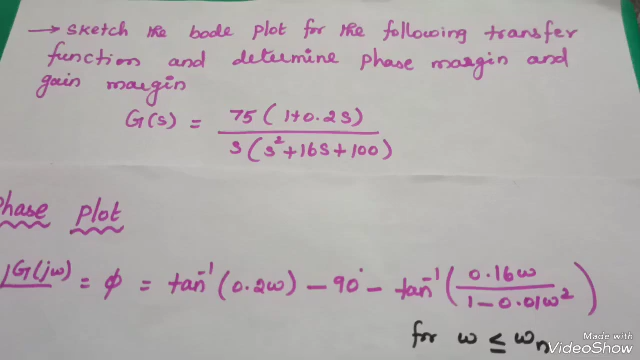 → sketch the bode plot for the following transfer
function and determine phase margin and
gain margin
G(s) = 75(1+0.2s) / s(s²+16s+100)
Phase Plot
∠G(jω) = ϕ = tan⁻¹(0.2ω) − 90° − tan⁻¹(0.16ω / 1−0.01ω²)
for ω ≤ ωn
Made with
VideoShow